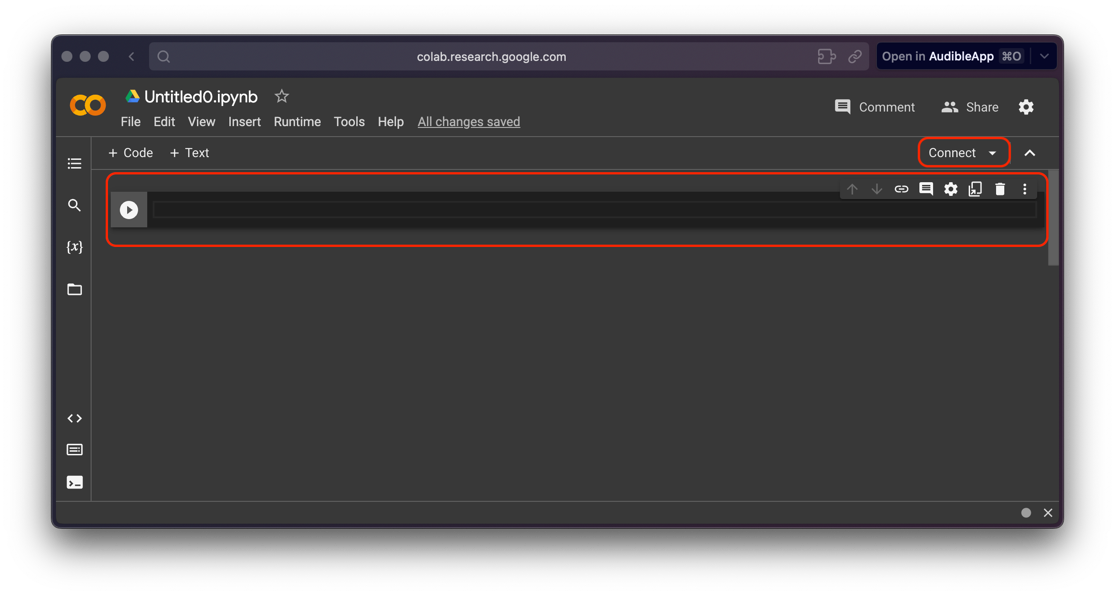 colab.research.google.com
Open in AudibleApp ⌘O
Untitled0.ipynb
Comment Share
File Edit View Insert Runtime Tools Help All changes saved
+ Code + Text Connect
{x}